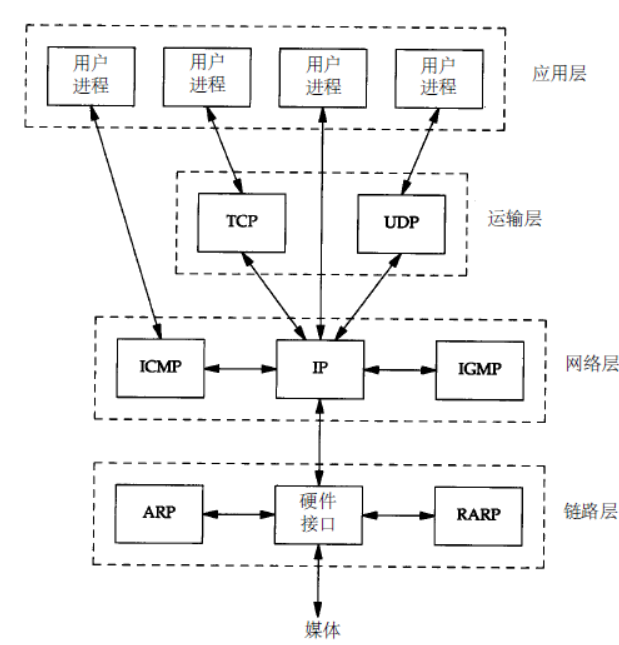 用户
进程
用户
进程
用户
进程
用户
进程
应用层
TCP
UDP
运输层
ICMP
IP
IGMP
网络层
ARP
硬件
接口
RARP
链路层
媒体